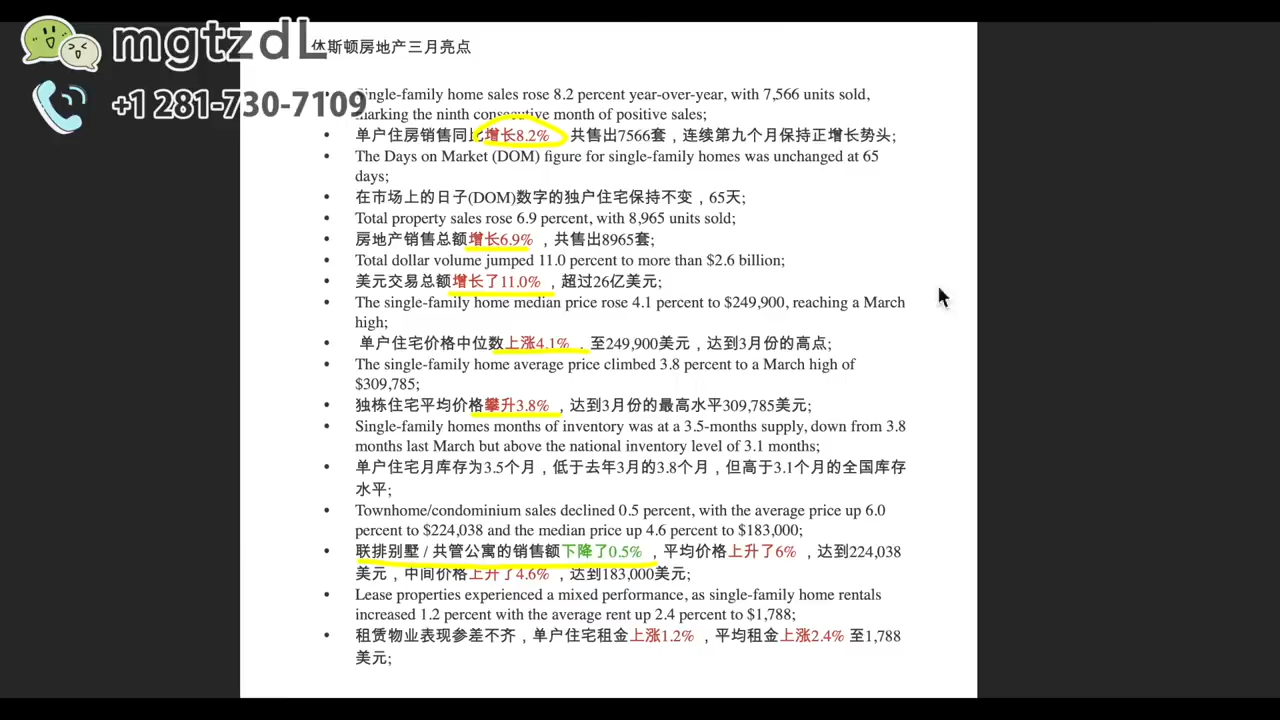 mgtzdL
+1 281-730-7109
休斯顿房地产三月亮点
Single-family home sales rose 8.2 percent year-over-year, with 7,566 units sold,
marking the ninth consecutive month of positive sales;
单户住房销售同比增长8.2% 共售出7566套，连续第九个月保持正增长势头;
The Days on Market (DOM) figure for single-family homes was unchanged at 65
days;
在市场上的日子(DOM)数字的独户住宅保持不变，65天;
Total property sales rose 6.9 percent, with 8,965 units sold;
房地产销售总额增长6.9% ，共售出8965套;
Total dollar volume jumped 11.0 percent to more than $2.6 billion;
美元交易总额增长了11.0% ，超过26亿美元;
The single-family home median price rose 4.1 percent to $249,900, reaching a March
high;
单户住宅价格中位数上涨4.1% ，至249,900美元，达到3月份的高点;
The single-family home average price climbed 3.8 percent to a March high of
$309,785;
独栋住宅平均价格攀升3.8% ，达到3月份的最高水平309,785美元;
Single-family homes months of inventory was at a 3.5-months supply, down from 3.8
months last March but above the national inventory level of 3.1 months;
单户住宅月库存为3.5个月，低于去年3月的3.8个月，但高于3.1个月的全国库存
水平;
Townhome/condominium sales declined 0.5 percent, with the average price up 6.0
percent to $224,038 and the median price up 4.6 percent to $183,000;
联排别墅 / 共管公寓的销售额下降了0.5% ，平均价格上升了6% ，达到224,038
美元，中间价格上升了4.6% ，达到183,000美元;
Lease properties experienced a mixed performance, as single-family home rentals
increased 1.2 percent with the average rent up 2.4 percent to $1,788;
租赁物业表现参差不齐，单户住宅租金上涨1.2% ，平均租金上涨2.4% 至1,788
美元;